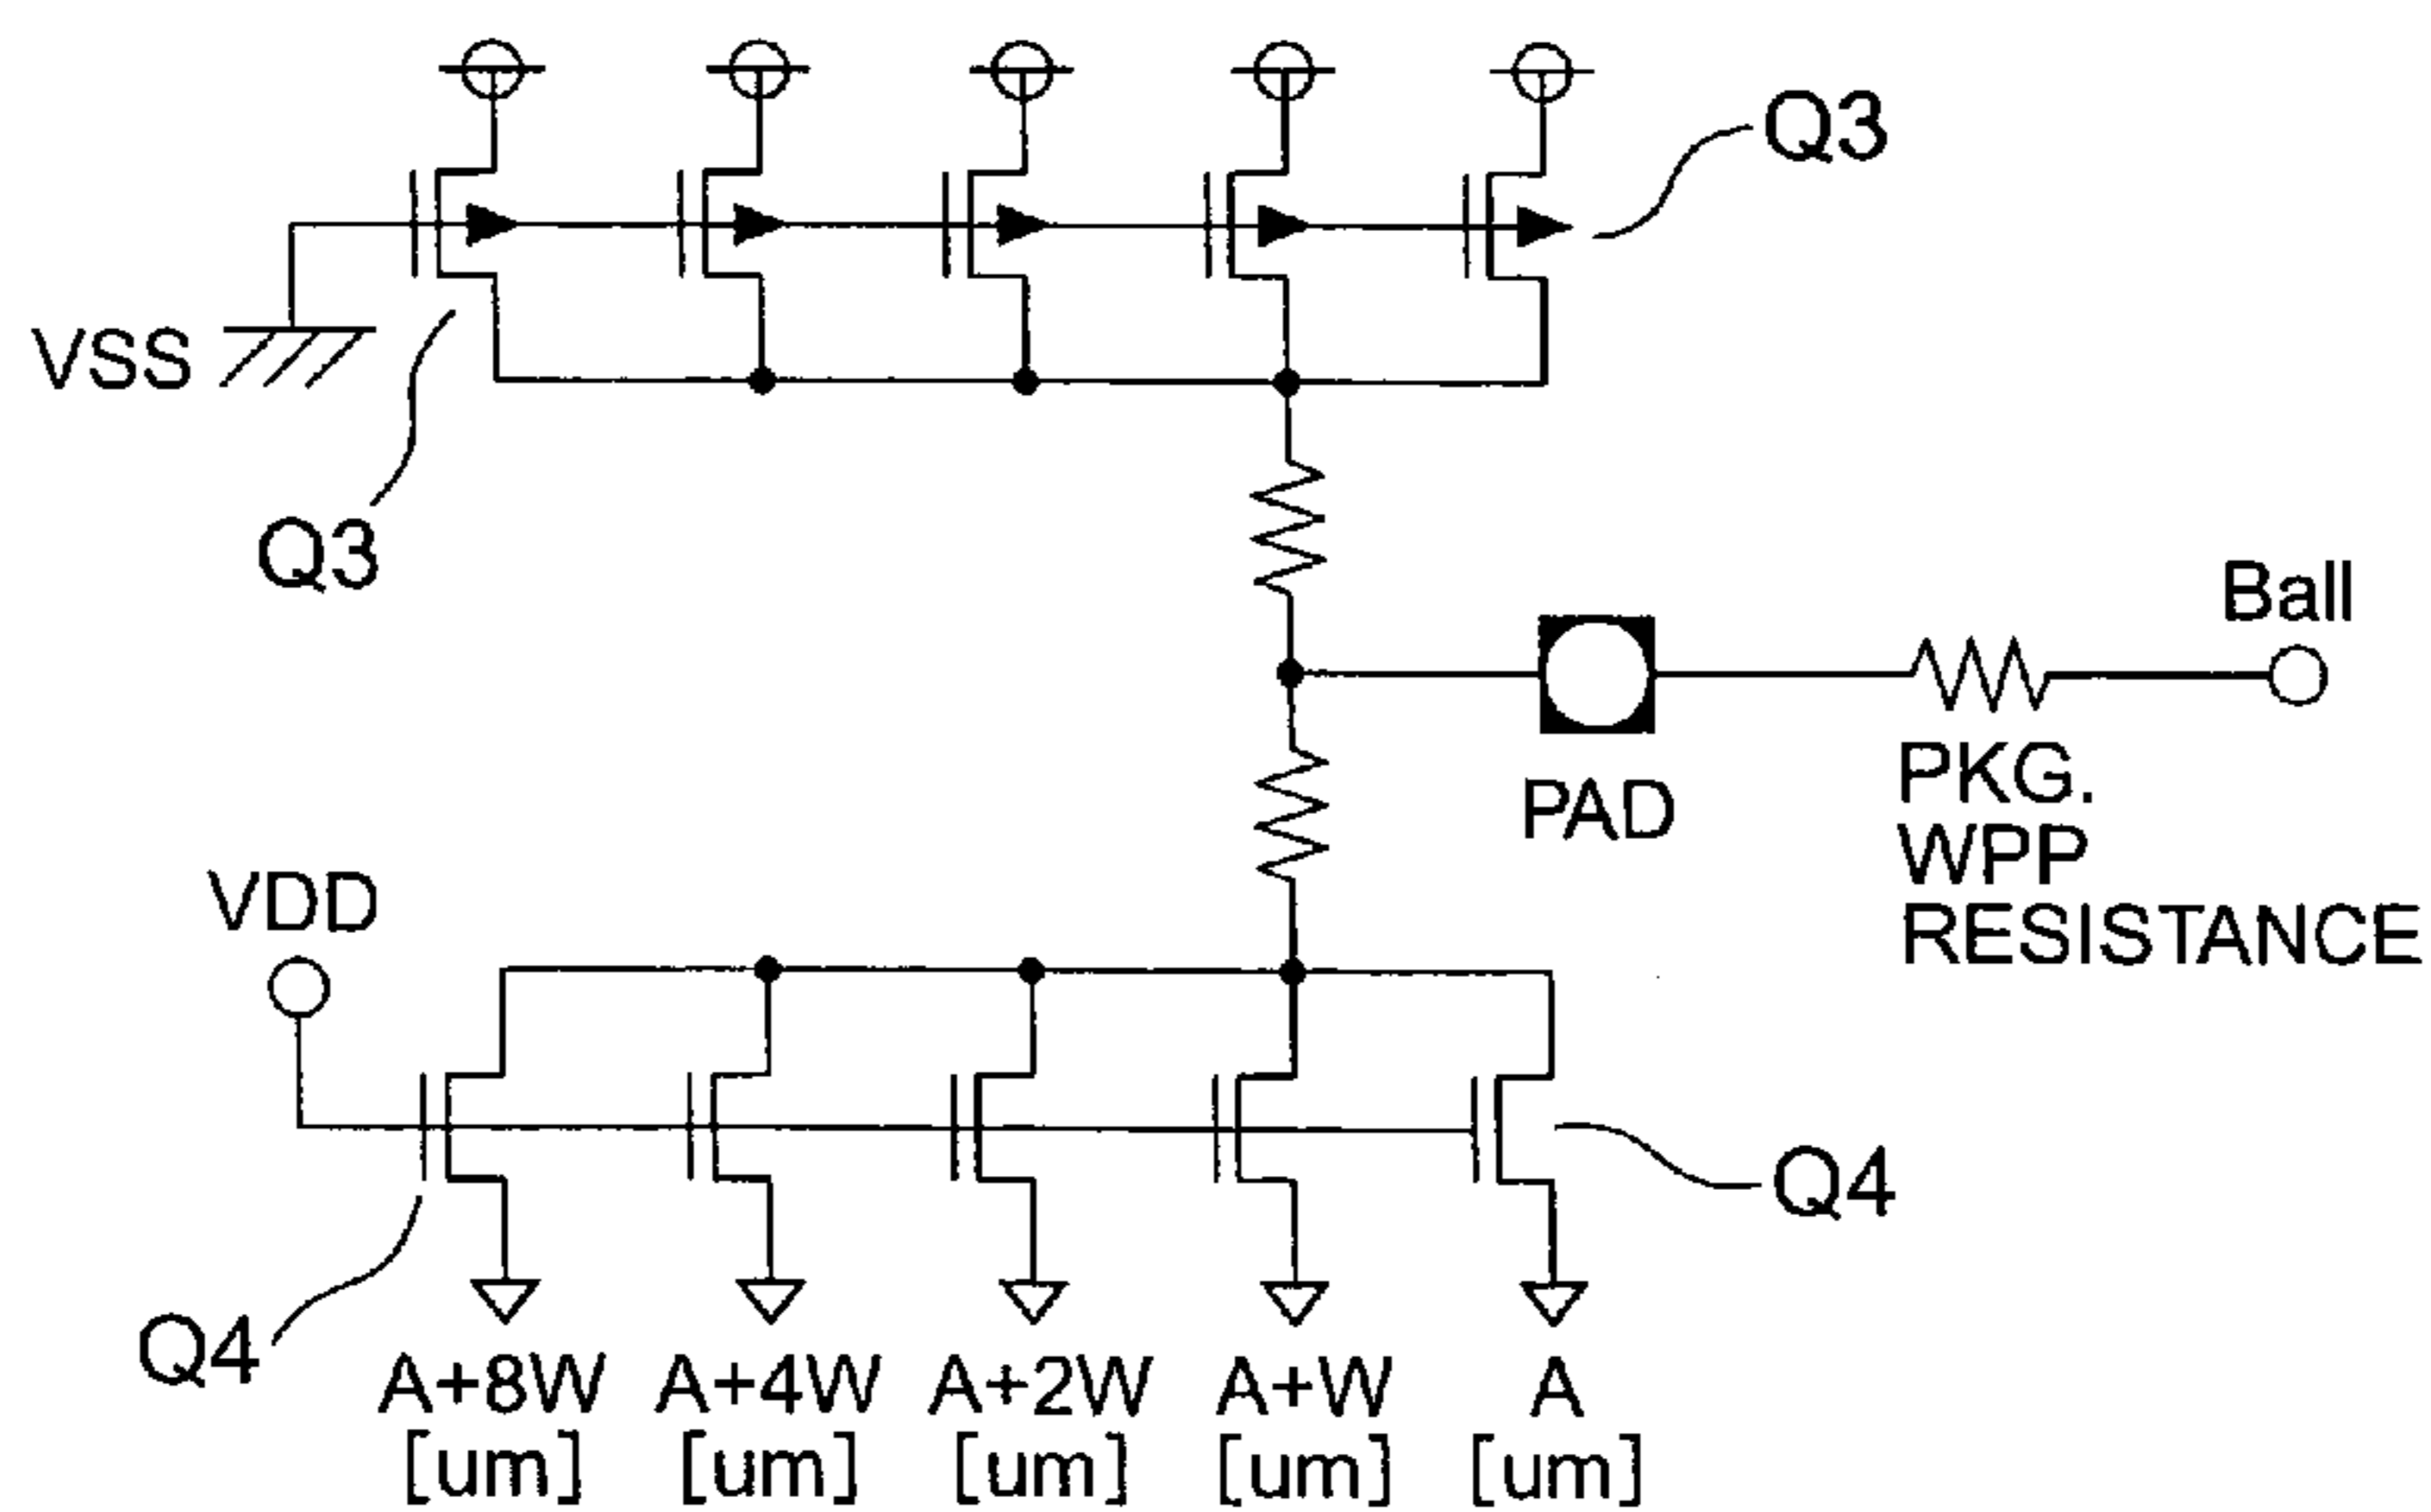 Q3
VSS
Q3
Ball
PAD
PKG.
WPP
RESISTANCE
VDD
Q4
Q4
A+8W A+4W A+2W A+W A
[um] [um] [um] [um] [um]